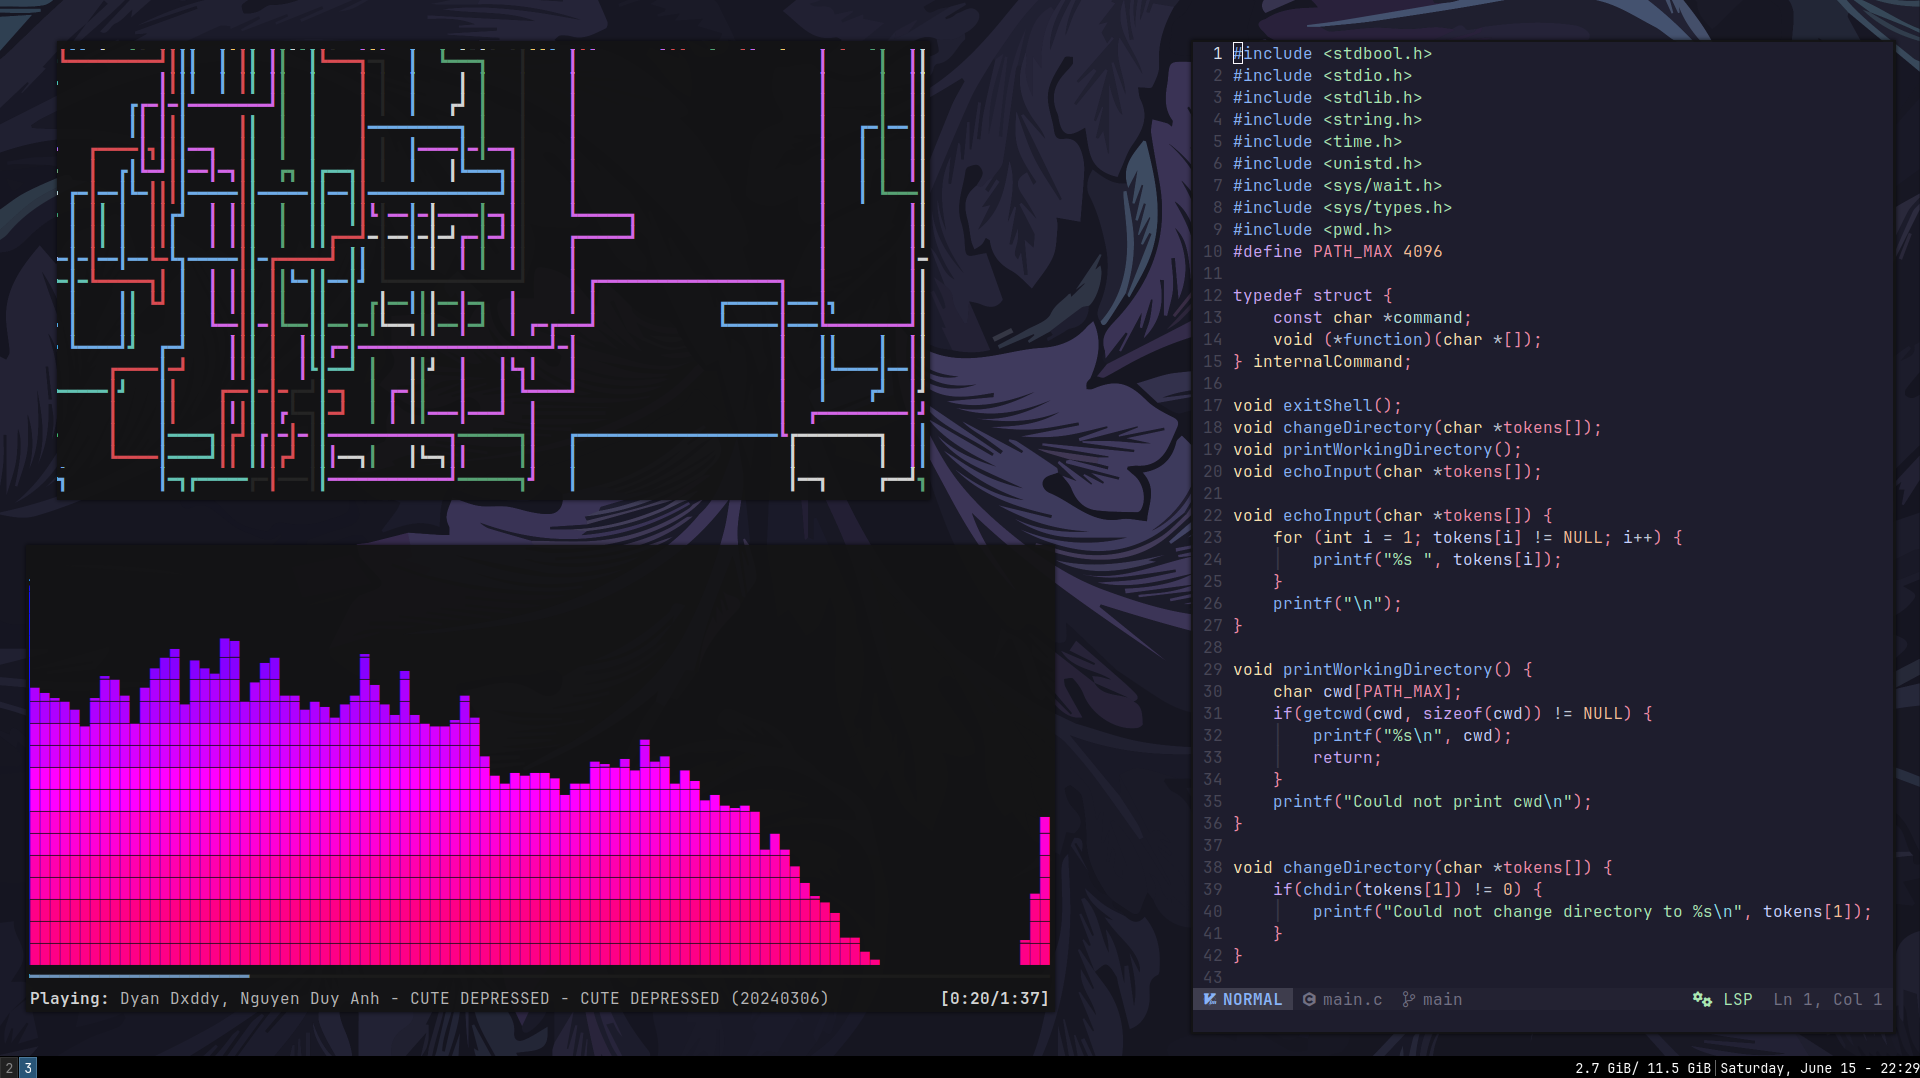 1 #include <stdbool.h>
2 #include <stdio.h>
3 #include <stdlib.h>
4 #include <string.h>
5 #include <time.h>
6 #include <unistd.h>
7 #include <sys/wait.h>
8 #include <sys/types.h>
9 #include <pwd.h>
10 #define PATH_MAX 4096
11
12 typedef struct {
13     const char *command;
14     void (*function)(char *[]);
15 } internalCommand;
16
17 void exitShell();
18 void changeDirectory(char *tokens[]);
19 void printWorkingDirectory();
20 void echoInput(char *tokens[]);
21
22 void echoInput(char *tokens[]) {
23     for (int i = 1; tokens[i] != NULL; i++) {
24         printf("%s ", tokens[i]);
25     }
26     printf("\n");
27 }
28
29 void printWorkingDirectory() {
30     char cwd[PATH_MAX];
31     if(getcwd(cwd, sizeof(cwd)) != NULL) {
32         printf("%s\n", cwd);
33         return;
34     }
35     printf("Could not print cwd\n");
36 }
37
38 void changeDirectory(char *tokens[]) {
39     if(chdir(tokens[1]) != 0) {
40         printf("Could not change directory to %s\n", tokens[1]);
41     }
42 }
43
NORMAL main.c main LSP Ln 1, Col 1
Playing: Dyan Dxddy, Nguyen Duy Anh - CUTE DEPRESSED - CUTE DEPRESSED (20240306) [0:20/1:37]
2 3 2.7 GiB/ 11.5 GiB|Saturday, June 15 - 22:29